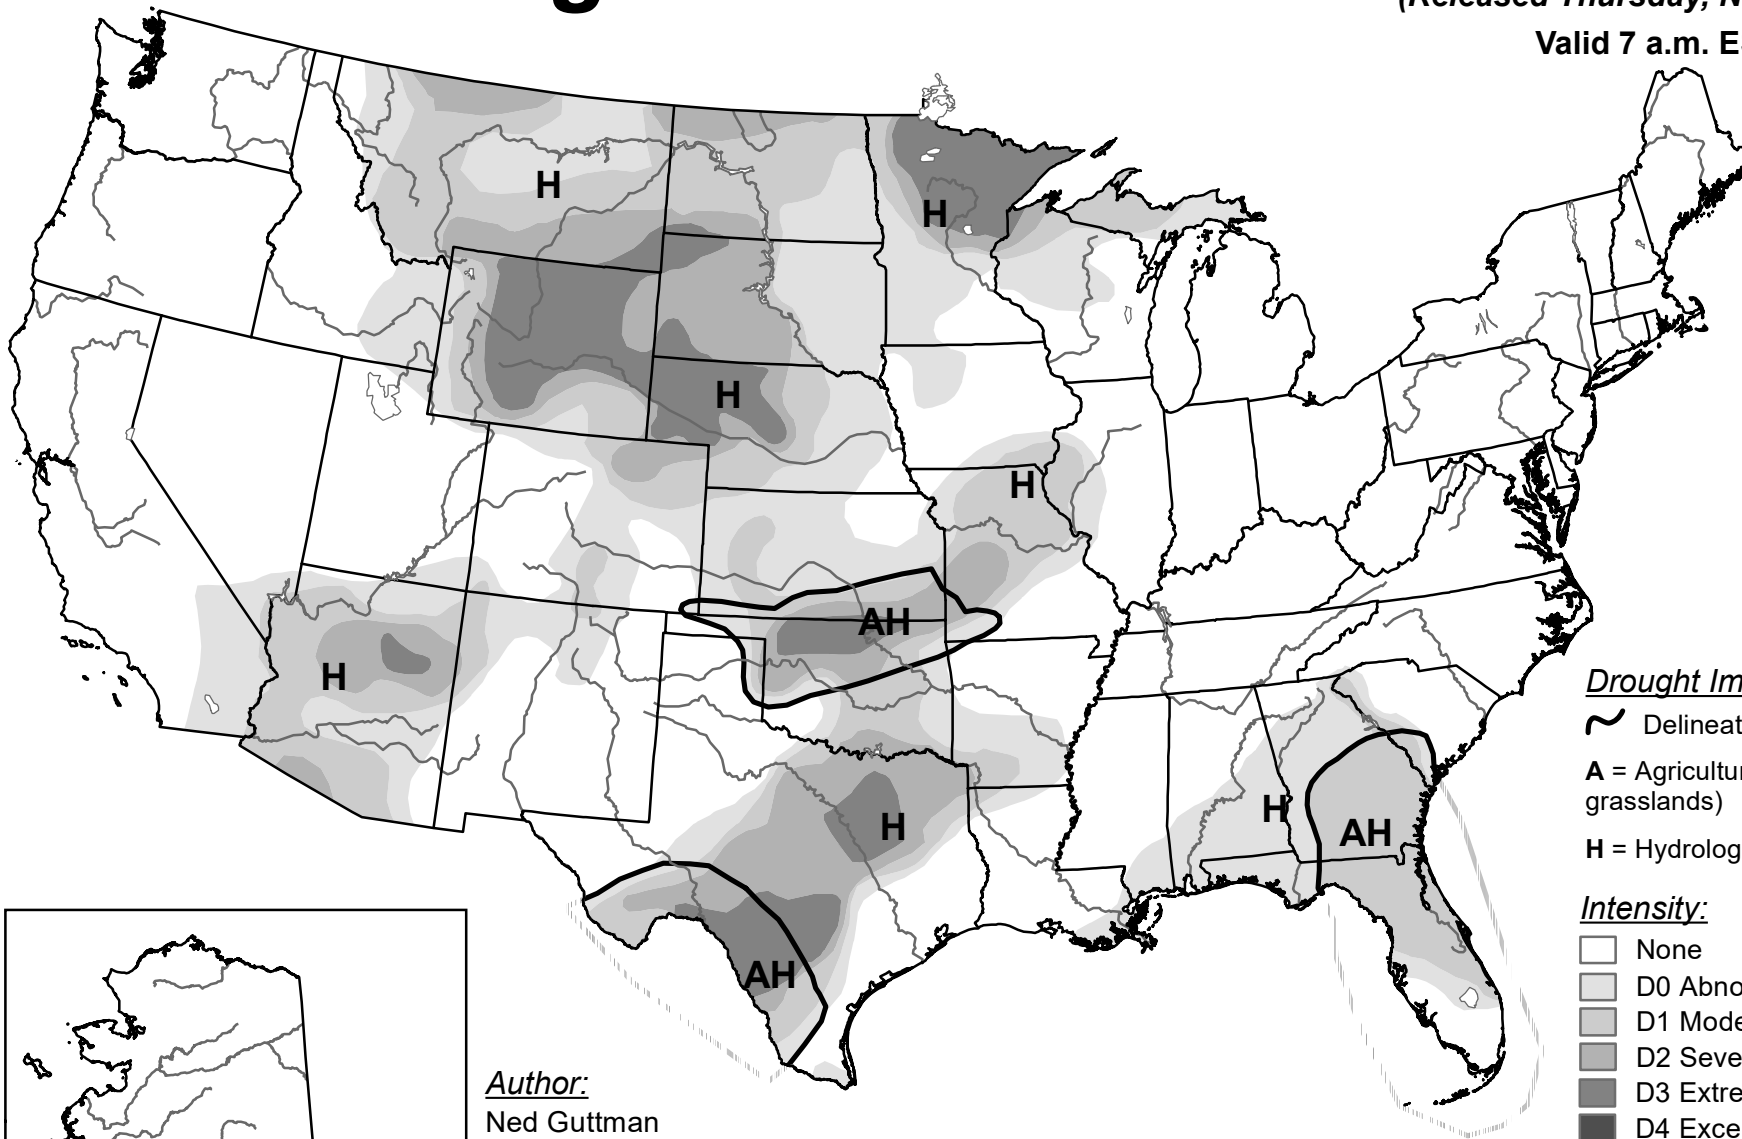 (Released Thursday,
Valid 7 a.m.
H
H
H
H
AH
H
H
H
AH
AH
Drought
Delineat
A = Agricultur
grasslands)
H = Hydrolog
Intensity:
None
D0 Abno
D1 Mode
D2 Seve
D3 Extre
D4 Exce
Author:
Ned Guttman